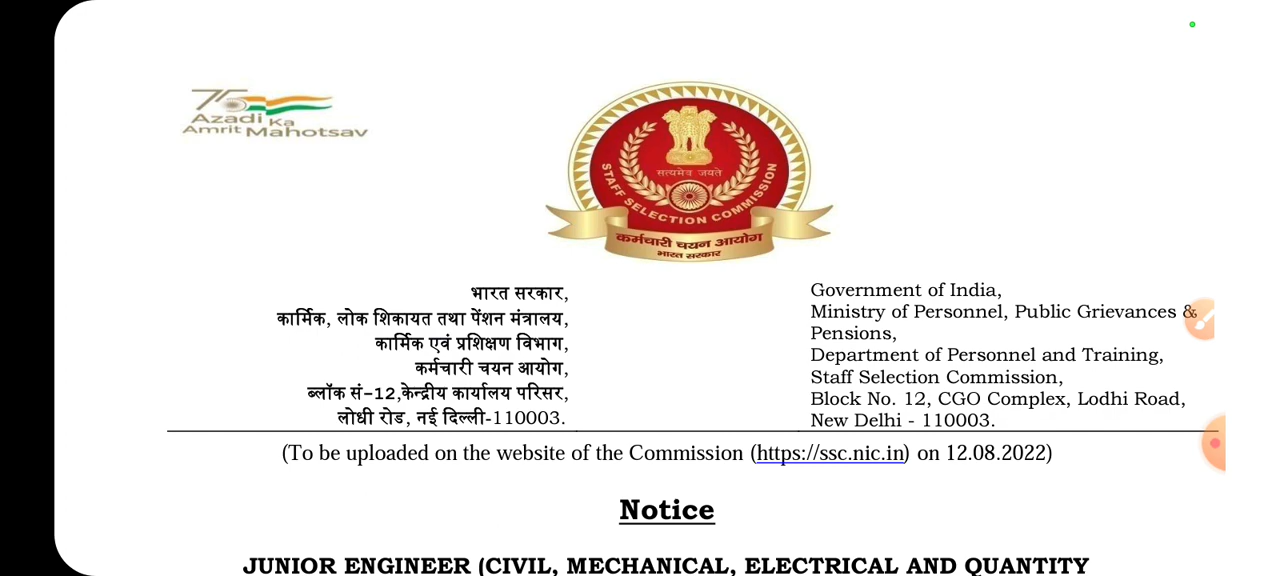 75
Azadi Ka
Amrit Mahotsav
सत्यमेव जयते
STAFF SELECTION COMMISSION
कर्मचारी चयन आयोग
भारत सरकार
भारत सरकार,
कार्मिक, लोक शिकायत तथा पेंशन मंत्रालय,
कार्मिक एवं प्रशिक्षण विभाग,
कर्मचारी चयन आयोग,
ब्लॉक सं-12,केन्द्रीय कार्यालय परिसर,
लोधी रोड, नई दिल्ली-110003.
Government of India,
Ministry of Personnel, Public Grievances &
Pensions,
Department of Personnel and Training,
Staff Selection Commission,
Block No. 12, CGO Complex, Lodhi Road,
New Delhi - 110003.
(To be uploaded on the website of the Commission (https://ssc.nic.in) on 12.08.2022)
Notice
JUNIOR ENGINEER (CIVIL, MECHANICAL, ELECTRICAL AND QUANTITY